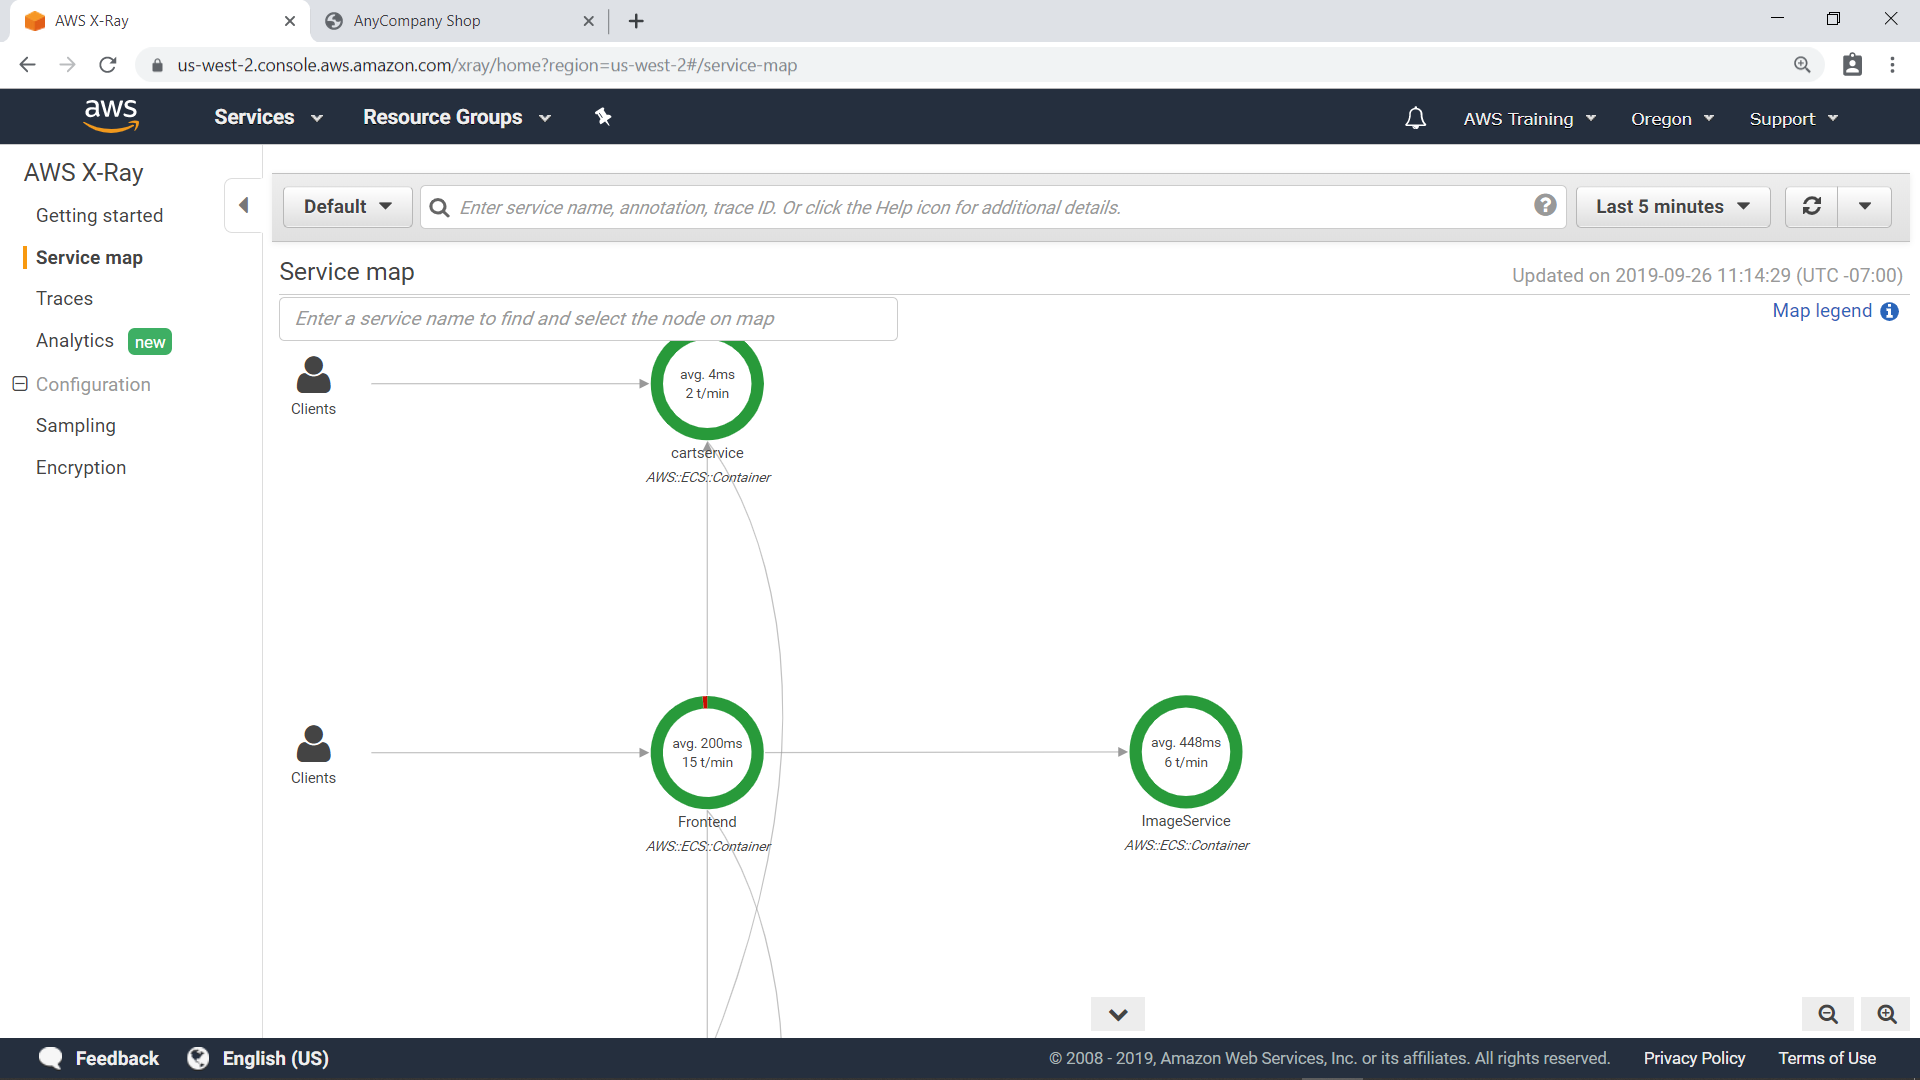 AWS X-Ray
AnyCompany Shop
us-west-2.console.aws.amazon.com/xray/home?region=us-west-2#/service-map
aws
Services
Resource Groups
AWS Training
Oregon
Support
AWS X-Ray
Getting started
Service map
Traces
Analytics new
Configuration
Sampling
Encryption
Default
Enter service name, annotation, trace ID. Or click the Help icon for additional details.
Last 5 minutes
Service map
Updated on 2019-09-26 11:14:29 (UTC -07:00)
Enter a service name to find and select the node on map
Map legend
Clients
avg. 4ms
2 t/min
cartservice
AWS::ECS::Container
Clients
avg. 200ms
15 t/min
Frontend
AWS::ECS::Container
avg. 448ms
6 t/min
ImageService
AWS::ECS::Container
Feedback
English (US)
© 2008 - 2019, Amazon Web Services, Inc. or its affiliates. All rights reserved.
Privacy Policy
Terms of Use